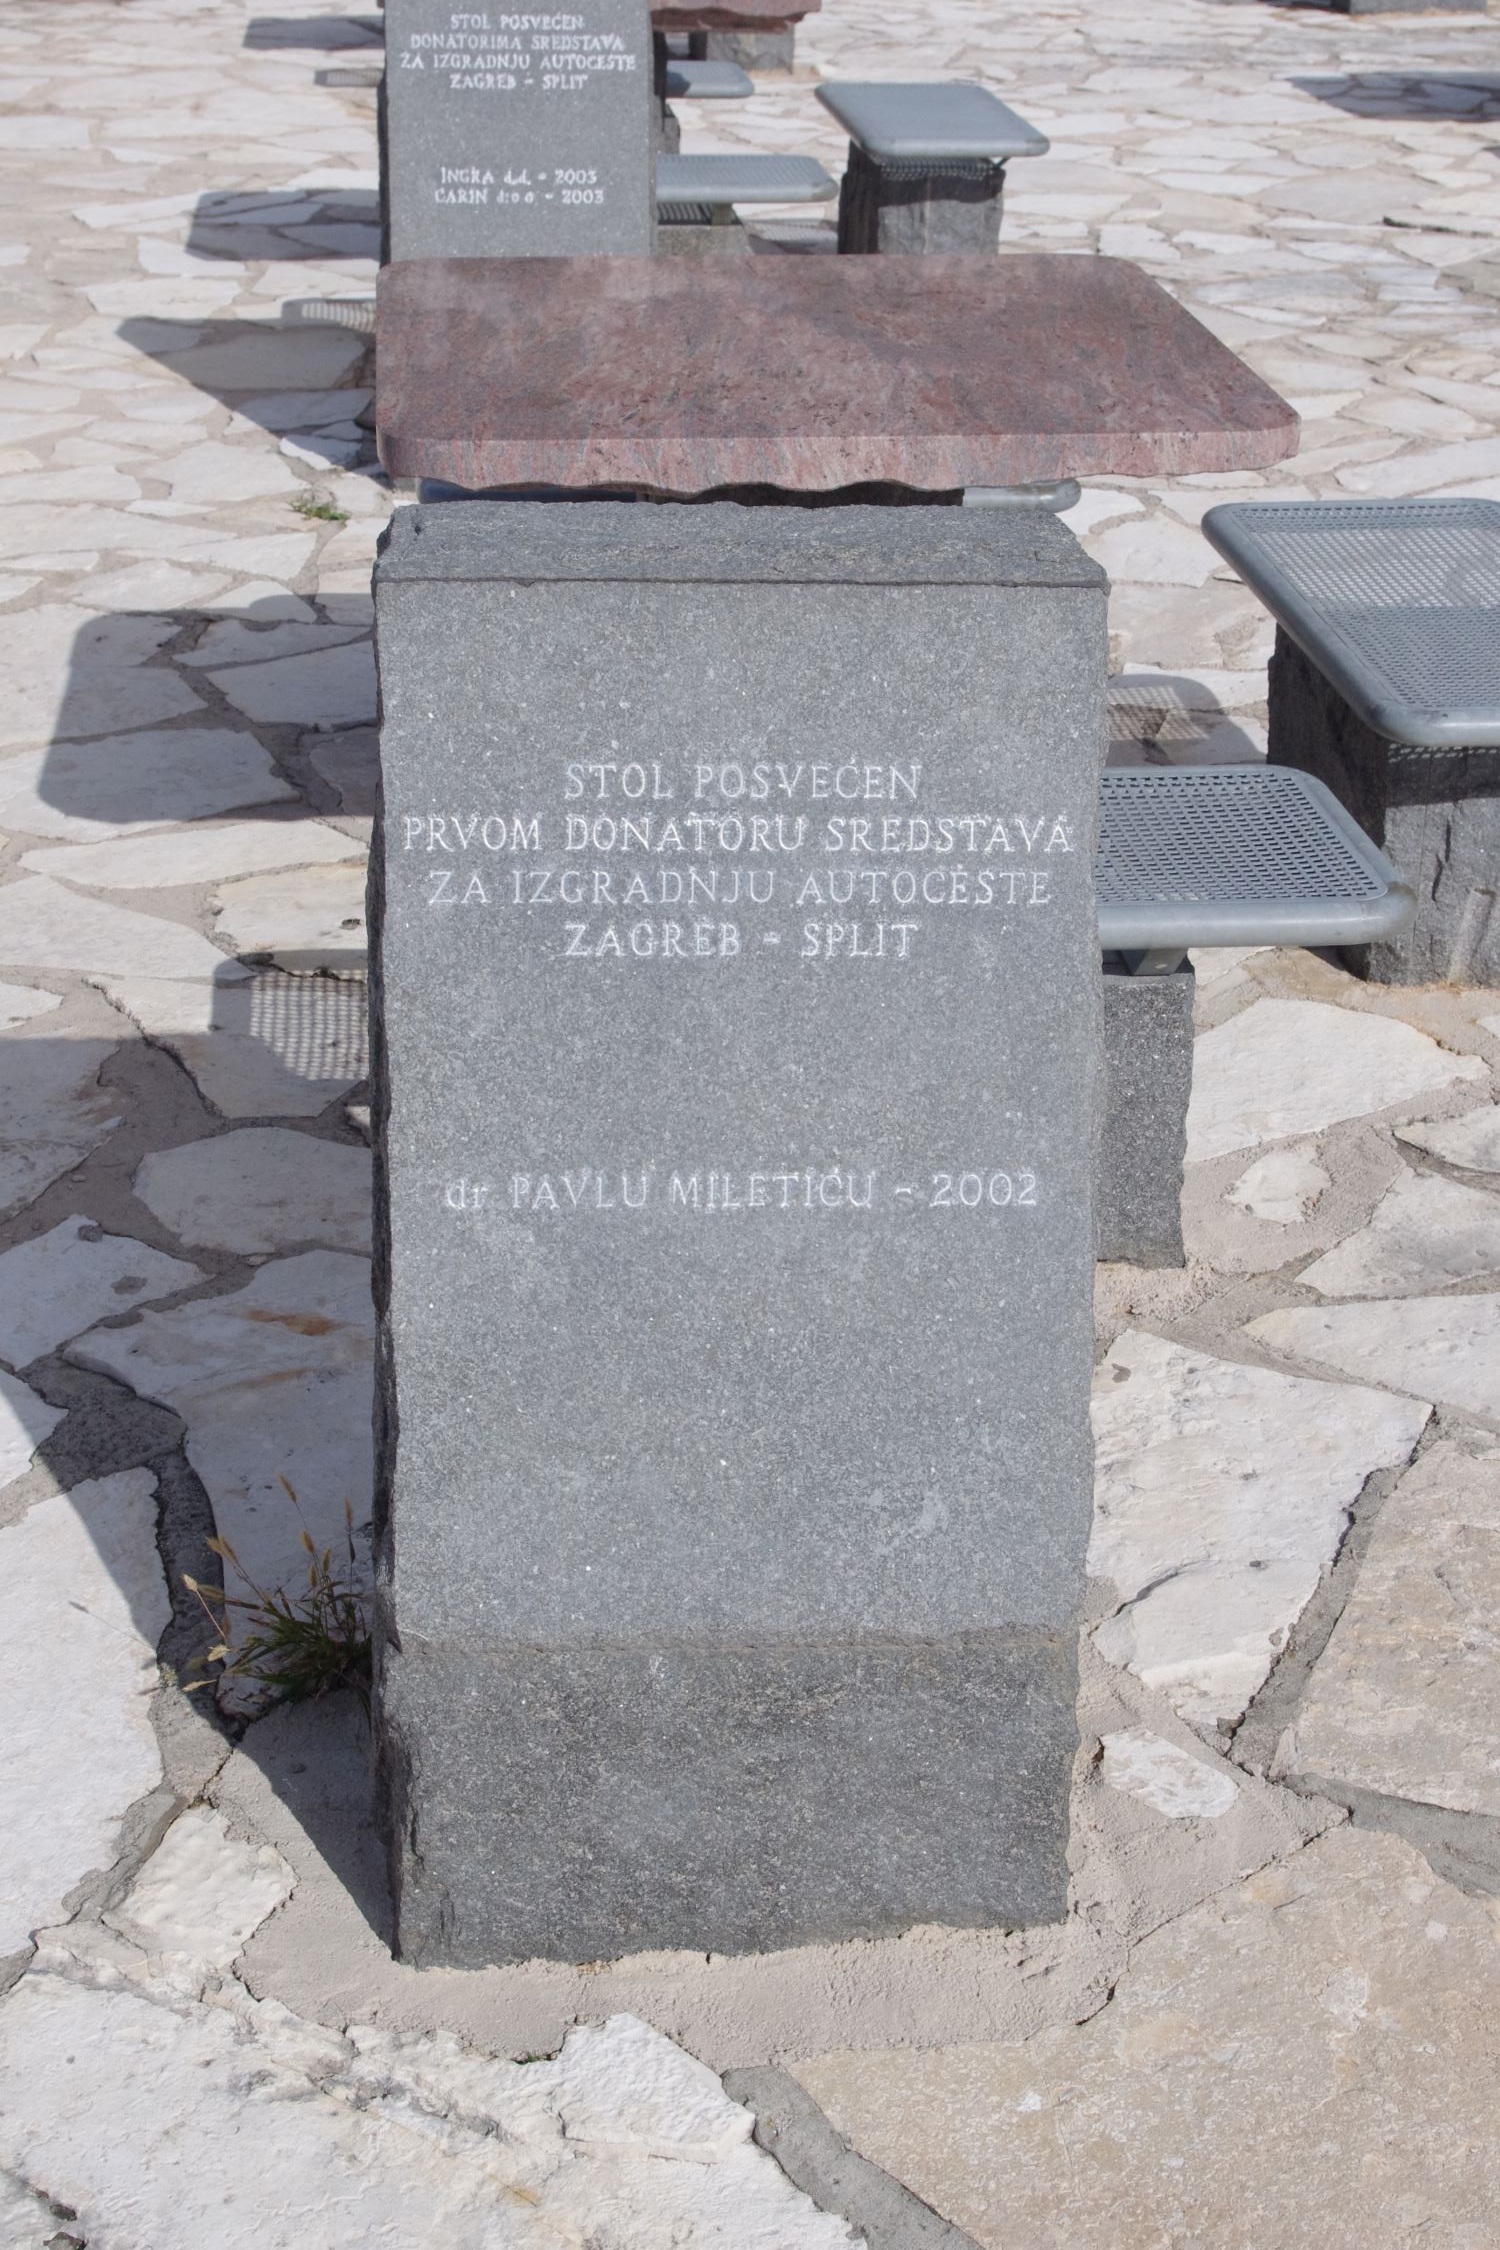 STOL POSVEĆEN
DONATORIMA SREDSTAVA
ZA IZGRADNJU AUTOCESTE
ZAGREB - SPLIT
INGRA d.d. - 2003
CARIN d.o.o. - 2003
STOL POSVEĆEN
PRVOM DONATORU SREDSTAVA
ZA IZGRADNJU AUTOCESTE
ZAGREB - SPLIT
dr. PAVLU MILETIĆU - 2002